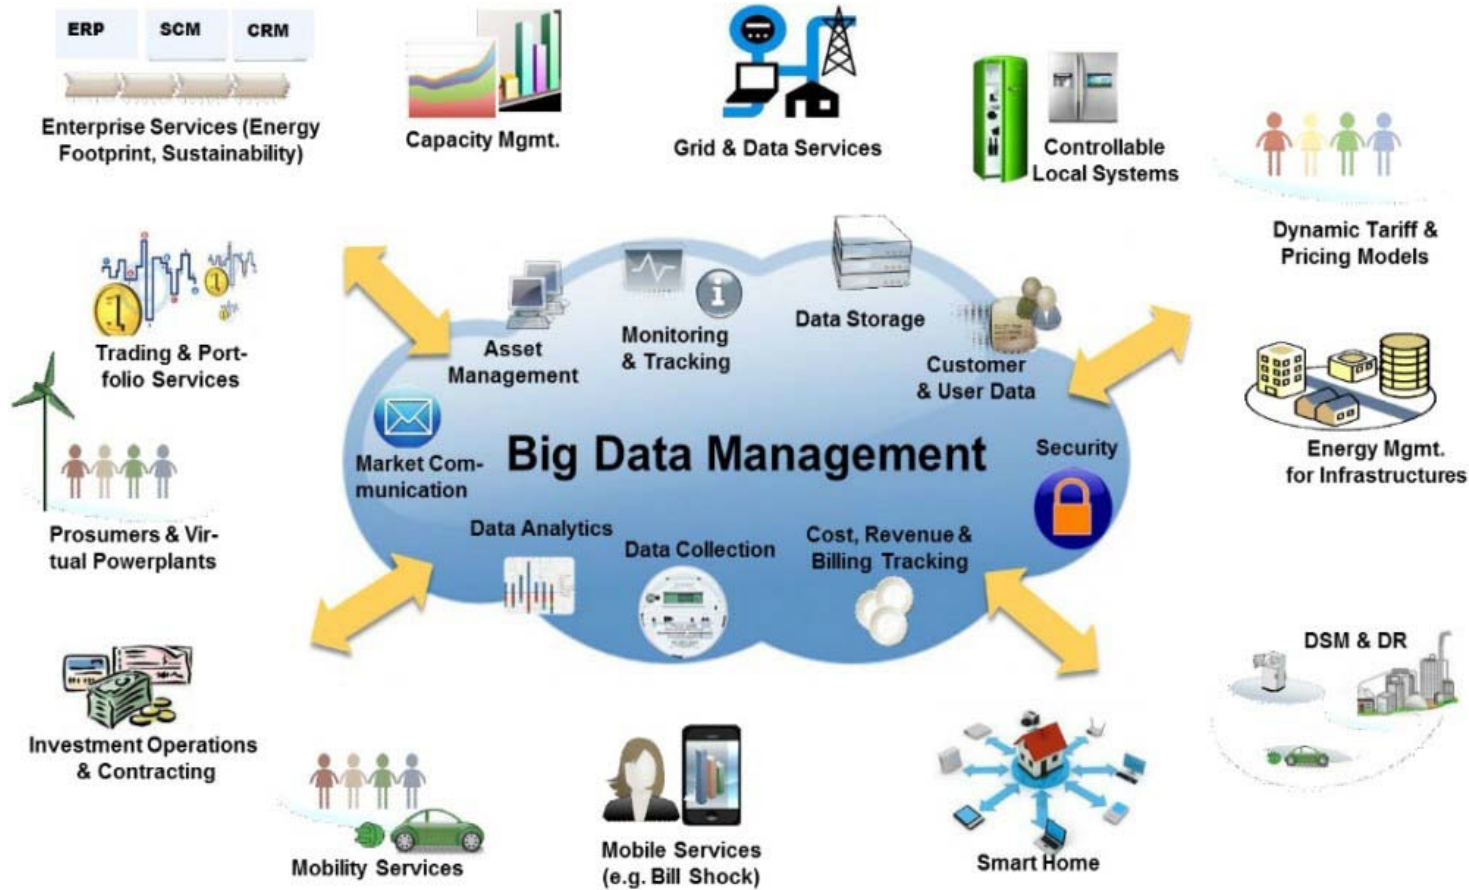 ERP
SCM
CRM
Enterprise Services (Energy
Footprint, Sustainability)
Capacity Mgmt.
Grid & Data Services
Controllable
Local Systems
Dynamic Tariff &
Pricing Models
Trading & Port-
folio Services
Asset
Management
Monitoring
& Tracking
Data Storage
Customer
& User Data
Energy Mgmt.
for Infrastructures
Market Com-
munication
Big Data Management
Security
Prosumers & Vir-
tual Powerplants
Data Analytics
Data Collection
Cost, Revenue &
Billing Tracking
Investment Operations
& Contracting
DSM & DR
Mobility Services
Mobile Services
(e.g. Bill Shock)
Smart Home